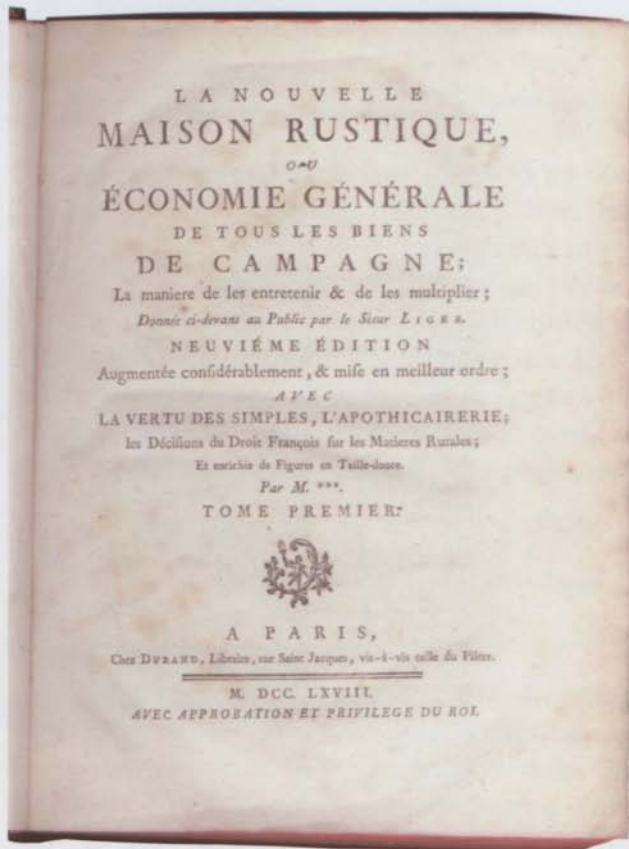 LA NOUVELLE
MAISON RUSTIQUE,
OU
ÉCONOMIE GÉNÉRALE
DE TOUS LES BIENS
DE CAMPAGNE;
La maniere de les entretenir & de les multiplier;
Donnée ci-devant au Public par le Sieur LIGER.
NEUVIÉME ÉDITION
Augmentée considérablement, & mise en meilleur ordre;
AVEC
LA VERTU DES SIMPLES, L'APOTHICAIRERIE;
les Décisions du Droit François sur les Matieres Rurales;
Et enrichie de Figures en Taille-douce.
Par M. ***.
TOME PREMIER.
A PARIS,
Chez DURAND, Libraire, rue Saint Jacques, vis-à-vis celle du Plâtre.
M. DCC. LXVIII.
AVEC APPROBATION ET PRIVILEGE DU ROI.